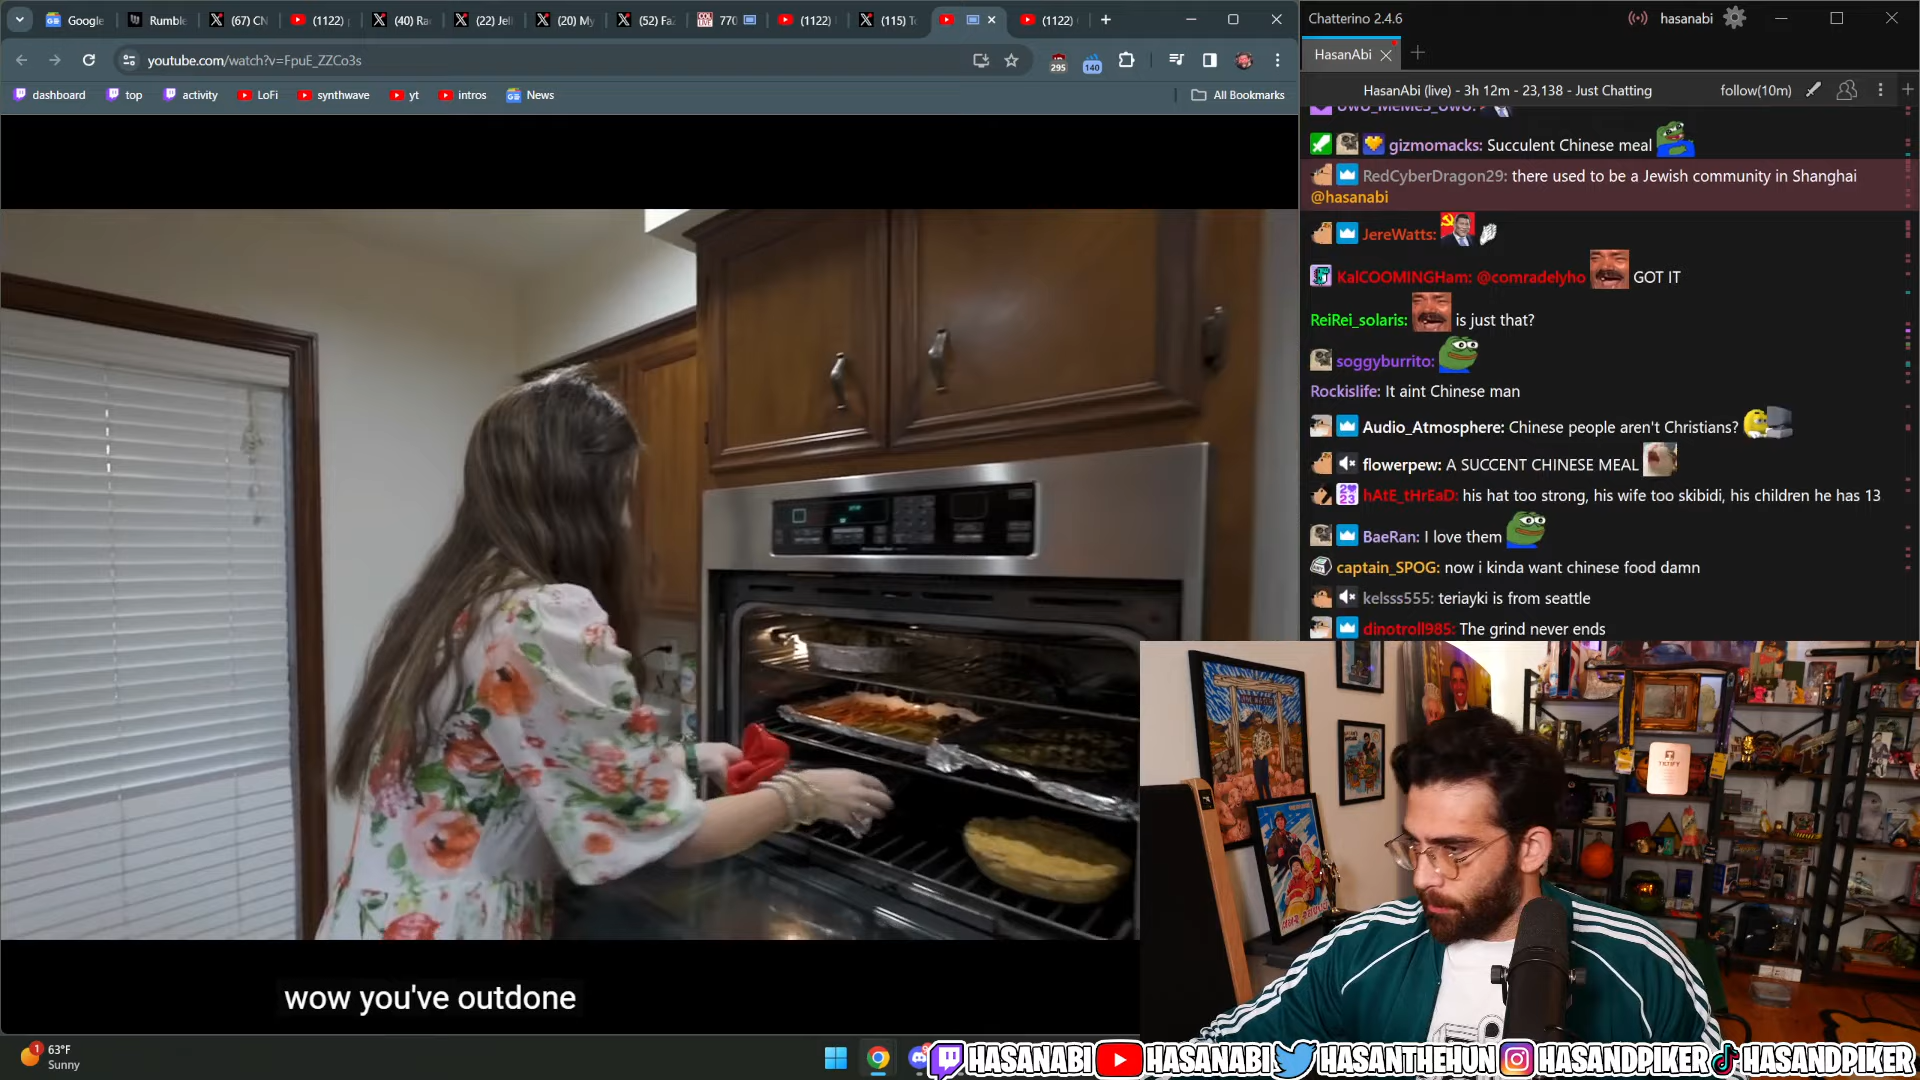 Google
Rumble
(67) CN
(1122)
(40) Ra
(22) Jel
(20) My
(52) Fa
770
(1122)
(115) T
(1122)
youtube.com/watch?v=FpuE_ZZCo3s
295
140
dashboard
top
activity
LoFi
synthwave
yt
intros
News
All Bookmarks
wow you've outdone
Chatterino 2.4.6
hasanabi
HasanAbi
HasanAbi (live) - 3h 12m - 23,138 - Just Chatting
follow(10m)
UwU_MeMeS_UwU:
gizmomacks: Succulent Chinese meal
RedCyberDragon29: there used to be a Jewish community in Shanghai
@hasanabi
JereWatts:
KalCOOMINGHam: @comradelyho GOT IT
ReiRei_solaris: is just that?
soggyburrito:
Rockislife: It aint Chinese man
Audio_Atmosphere: Chinese people aren't Christians?
flowerpew: A SUCCENT CHINESE MEAL
hAtE_tHrEaD: his hat too strong, his wife too skibidi, his children he has 13
BaeRan: I love them
captain_SPOG: now i kinda want chinese food damn
kelsss555: teriayki is from seattle
dinotroll985: The grind never ends
1
63°F
Sunny
HASANABI
HASANABI
HASANTHEHUN
HASANDPIKER
HASANDPIKER